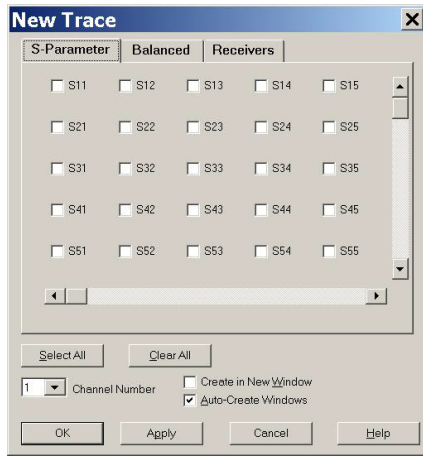 New Trace
S-Parameter Balanced Receivers
S11 S12 S13 S14 S15
S21 S22 S23 S24 S25
S31 S32 S33 S34 S35
S41 S42 S43 S44 S45
S51 S52 S53 S54 S55
Select All Clear All
1 Channel Number
Create in New Window
Auto-Create Windows
OK Apply Cancel Help